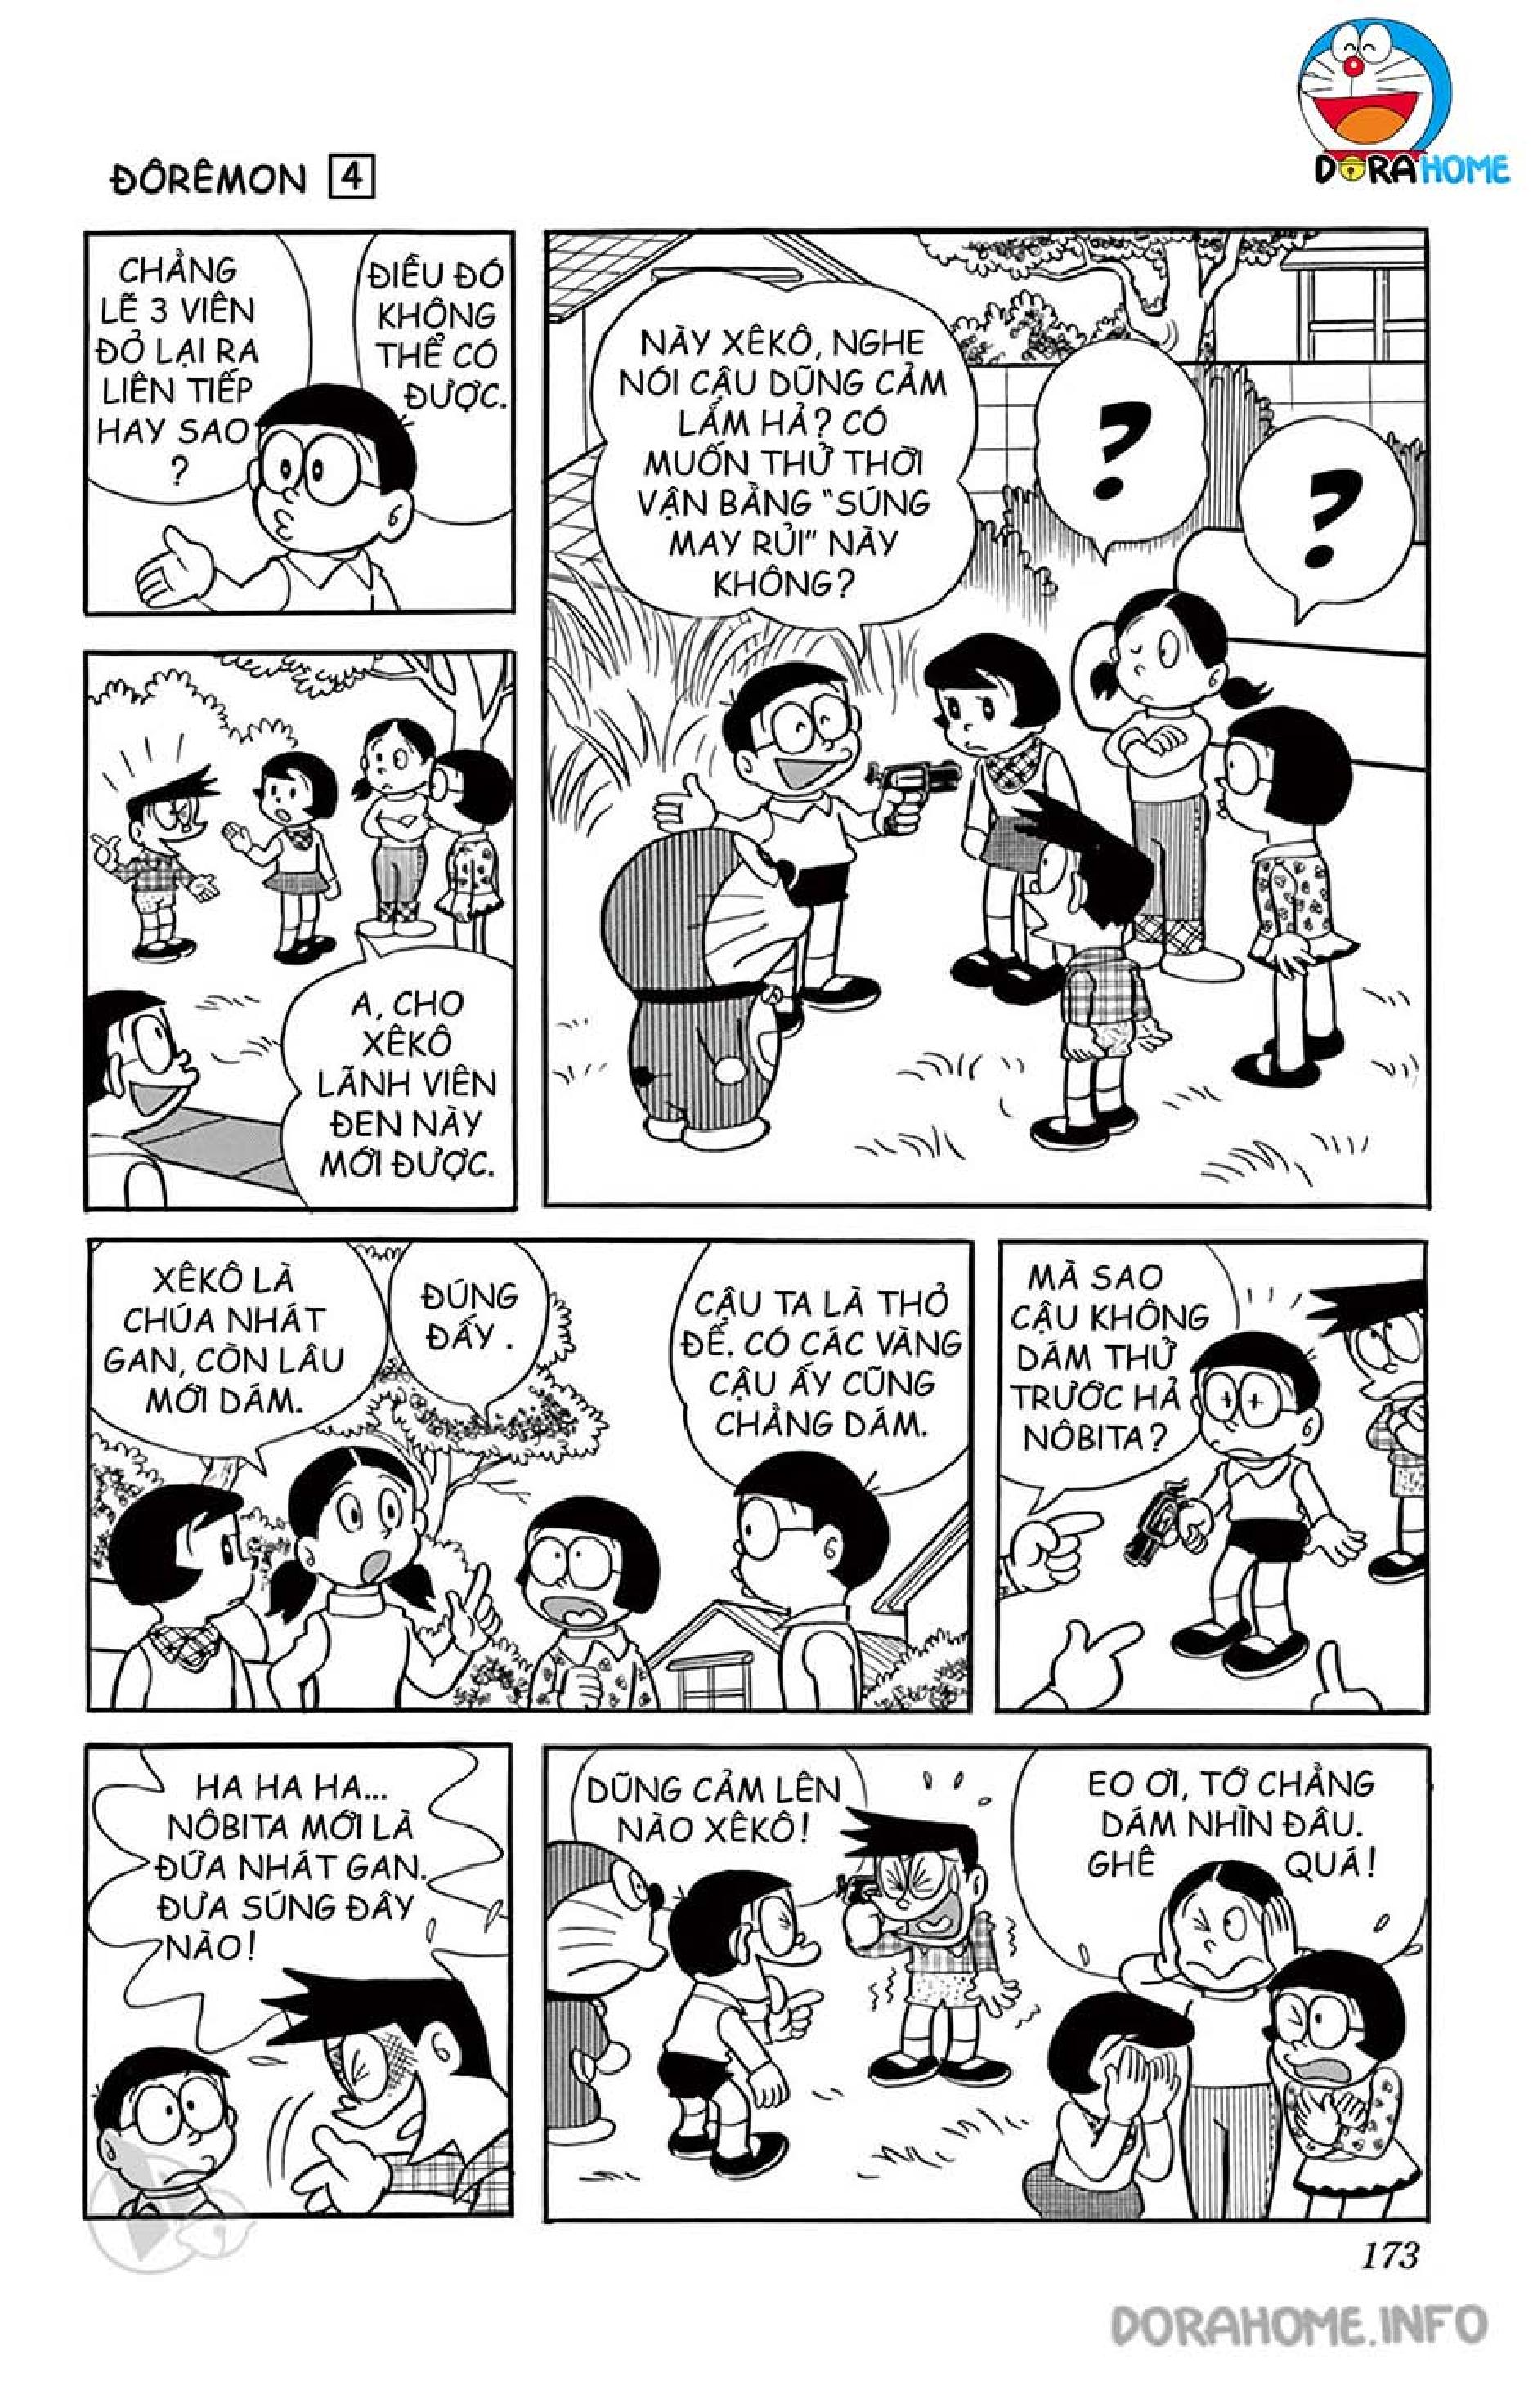 DORAHOME
ĐÔRÊMON 4
CHẲNG
LẼ 3 VIÊN
ĐỎ LẠI RA
LIÊN TIẾP
HAY SAO
?
ĐIỀU ĐÓ
KHÔNG
THỂ CÓ
ĐƯỢC.
NÀY XÊKÔ, NGHE
NÓI CẬU DŨNG CẢM
LẮM HẢ? CÓ
MUỐN THỬ THỜI
VẬN BẰNG “SÚNG
MAY RỦI” NÀY
KHÔNG?
?
?
A, CHO
XÊKÔ
LÃNH VIÊN
ĐEN NÀY
MỚI ĐƯỢC.
XÊKÔ LÀ
CHÚA NHÁT
GAN, CÒN LÂU
MỚI DÁM.
ĐÚNG
ĐẤY .
CẬU TA LÀ THỎ
ĐẾ. CÓ CÁC VÀNG
CẬU ẤY CŨNG
CHẲNG DÁM.
MÀ SAO
CẬU KHÔNG
DÁM THỬ
TRƯỚC HẢ
NÔBITA?
HA HA HA...
NÔBITA MỚI LÀ
ĐỨA NHÁT GAN.
ĐƯA SÚNG ĐÂY
NÀO!
DŨNG CẢM LÊN
NÀO XÊKÔ!
EO ƠI, TỚ CHẲNG
DÁM NHÌN ĐÂU.
GHÊ QUÁ!
173
DORAHOME.INFO